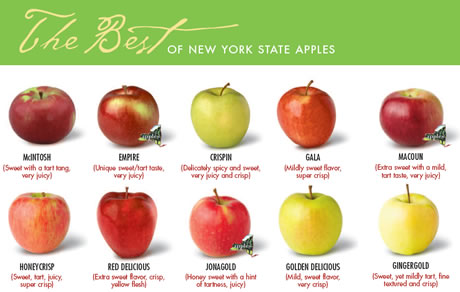 The Best OF NEW YORK STATE APPLES
McINTOSH
(Sweet with a tart tang,
very juicy)
EMPIRE
(Unique sweet/tart taste,
very juicy)
CRISPIN
(Delicately spicy and sweet,
very juicy and crisp)
GALA
(Mildly sweet flavor,
super crisp)
MACOUN
(Extra sweet with a mild,
tart taste, very juicy)
HONEYCRISP
(Sweet, tart, juicy,
super crisp)
RED DELICIOUS
(Extra sweet flavor, crisp,
yellow flesh)
JONAGOLD
(Honey sweet with a hint
of tartness, juicy)
GOLDEN DELICIOUS
(Mild, sweet flavor,
very crisp)
GINGERGOLD
(Sweet, yet mildly tart, fine
textured and crisp)